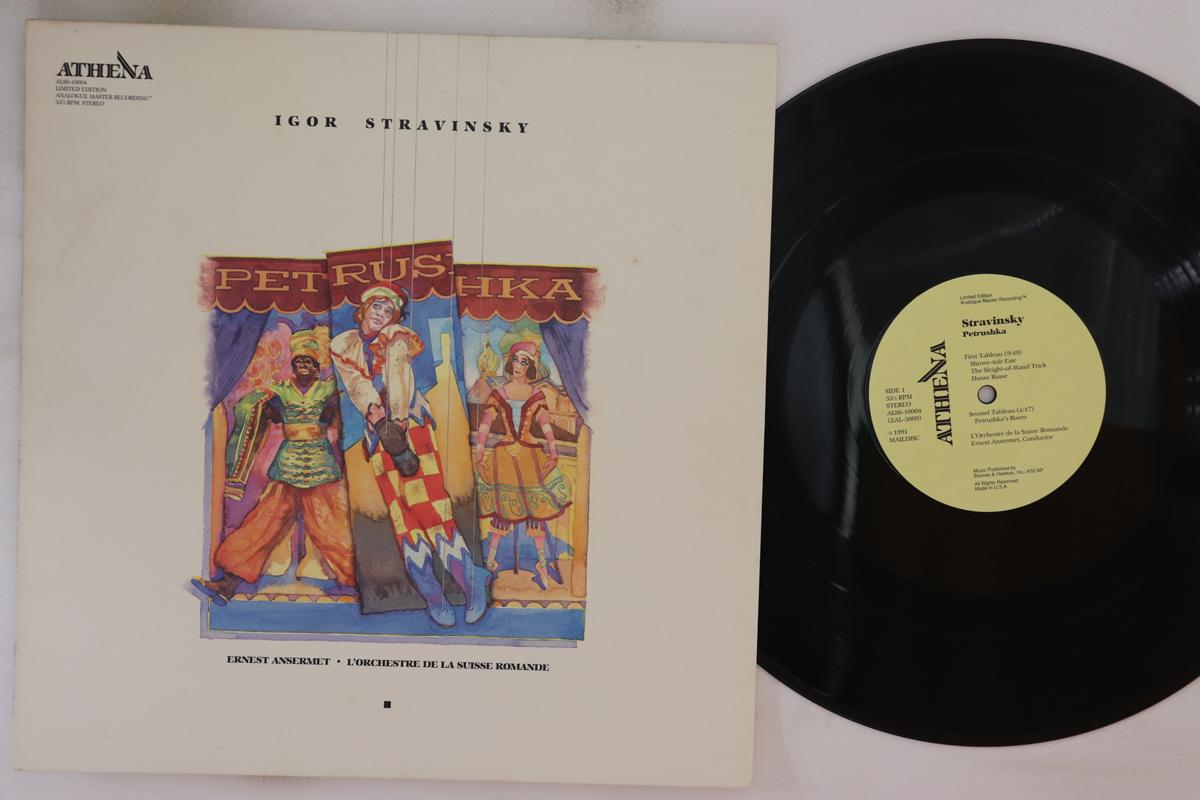 ATHENA
ALSS-10004
LIMITED EDITION
ANALOGUE MASTER RECORDING™
33⅓ RPM STEREO
IGOR STRAVINSKY
PETRUSHKA
ERNEST ANSERMET • L'ORCHESTRE DE LA SUISSE ROMANDE
Limited Edition
Analogue Master Recording™
Stravinsky
Petrushka
First Tableau (9:49)
Shrove-tide Fair
The Sleight-of-Hand Trick
Danse Russe
ATHENA
SIDE 1
33⅓ RPM
STEREO
ALSS-10004
(ZAL-3809)
℗ 1991
MAILDISC
Second Tableau (4:17)
Petrushka's Room
L'Orchestre de la Suisse Romande
Ernest Ansermet, Conductor
Music Published by
Boosey & Hawkes, Inc./ASCAP
All Rights Reserved
Made in U.S.A.